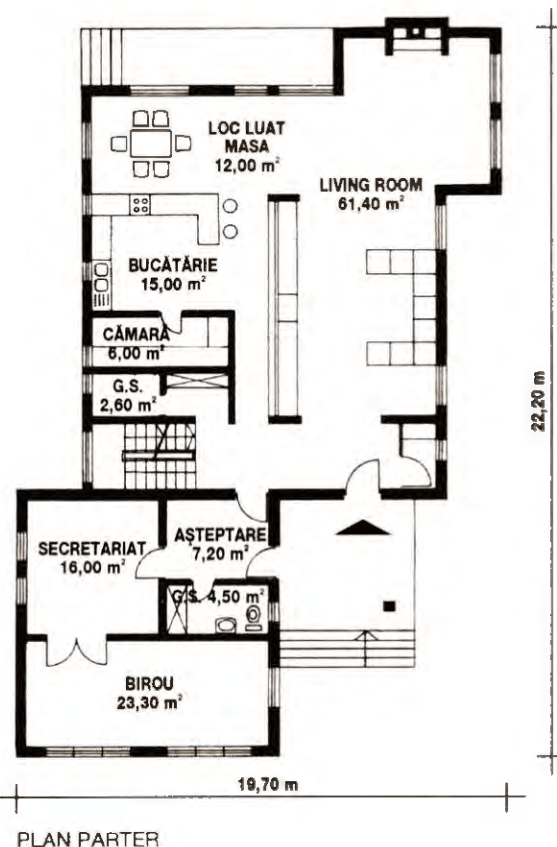 LOC LUAT
MASA
12,00 m²
LIVING ROOM
61,40 m²
BUCĂTĂRIE
15,00 m²
CĂMARĂ
6,00 m²
G.S.
2,60 m²
22,20 m
AȘTEPTARE
7,20 m²
SECRETARIAT
16,00 m²
G.S. 4,50 m²
BIROU
23,30 m²
19,70 m
PLAN PARTER